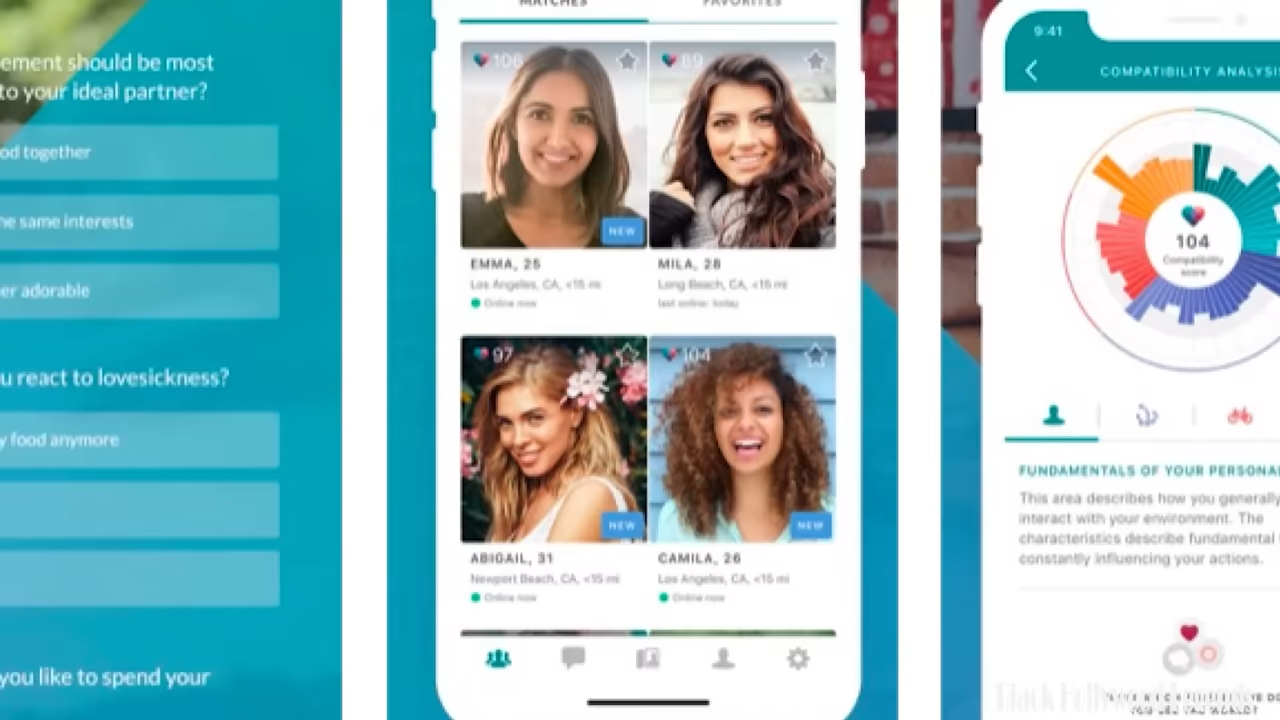 ement should be most
to your ideal partner?
od together
he same interests
er adorable
u react to lovesickness?
y food anymore
you like to spend your
MATCHES
FAVORITES
106
89
NEW
EMMA, 25
MILA, 28
Los Angeles, CA, <15 mi
Long Beach, CA, <15 mi
Online now
last online: today
97
104
NEW
NEW
ABIGAIL, 31
CAMILA, 26
Newport Beach, CA, <15 mi
Los Angeles, CA, <15 mi
Online now
Online now
9:41
COMPATIBILITY ANALYSIS
104
Compatibility
score
FUNDAMENTALS OF YOUR PERSONA
This area describes how you generally
interact with your environment. The
characteristics describe fundamental
constantly influencing your actions.
YOU SEE THE WORLD?